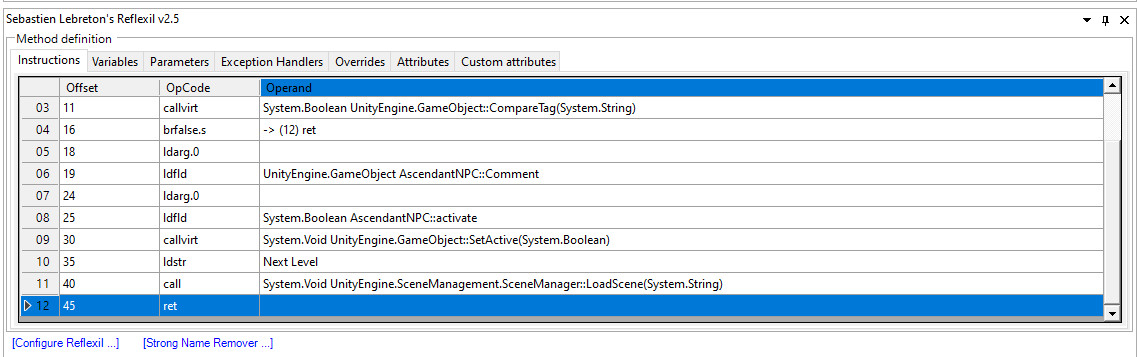 Sebastien Lebreton's Reflexil v2.5
Method definition
Instructions Variables Parameters Exception Handlers Overrides Attributes Custom attributes
Offset OpCode Operand
03 11 callvirt System.Boolean UnityEngine.GameObject::CompareTag(System.String)
04 16 brfalse.s -> (12) ret
05 18 ldarg.0
06 19 ldfld UnityEngine.GameObject AscendantNPC::Comment
07 24 ldarg.0
08 25 ldfld System.Boolean AscendantNPC::activate
09 30 callvirt System.Void UnityEngine.GameObject::SetActive(System.Boolean)
10 35 ldstr Next Level
11 40 call System.Void UnityEngine.SceneManagement.SceneManager::LoadScene(System.String)
12 45 ret
[Configure Reflexil ...] [Strong Name Remover ...]